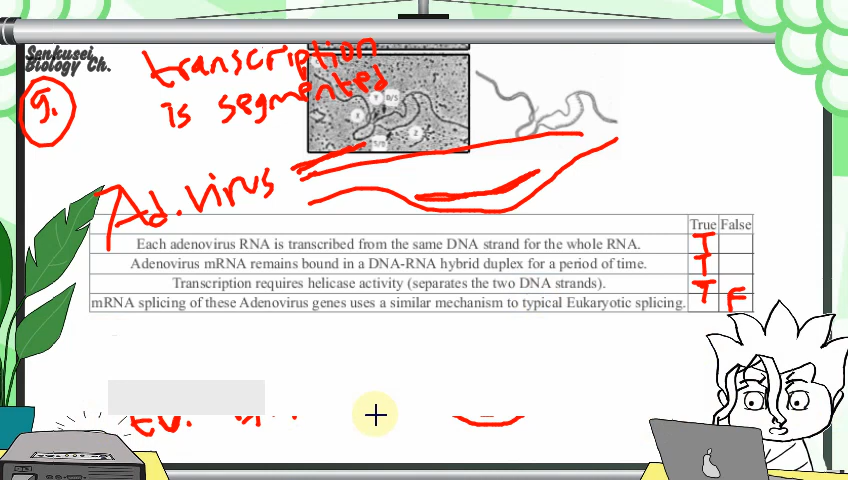 Senkusei
Biology Ch.
9.
transcription
is segmented
Ad.virus
True False
Each adenovirus RNA is transcribed from the same DNA strand for the whole RNA. T
Adenovirus mRNA remains bound in a DNA-RNA hybrid duplex for a period of time. T
Transcription requires helicase activity (separates the two DNA strands). T
mRNA splicing of these Adenovirus genes uses a similar mechanism to typical Eukaryotic splicing. F